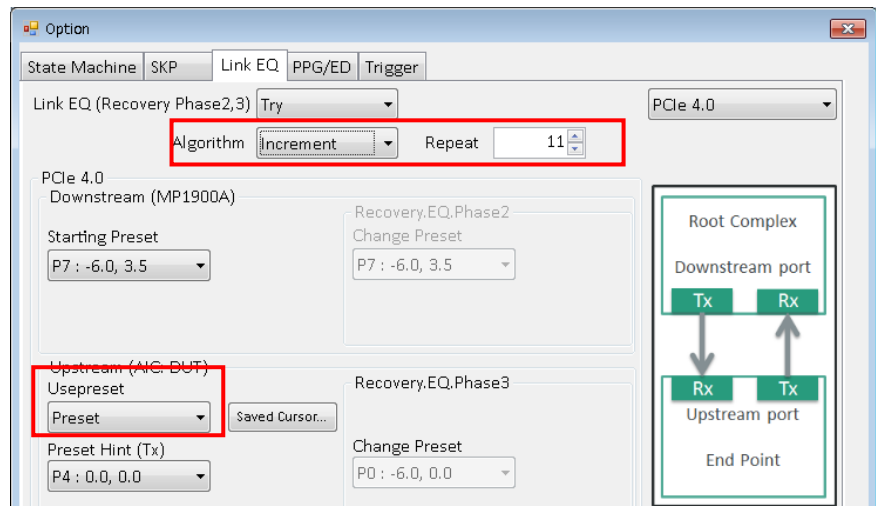 Option
State Machine SKP Link EQ PPG/ED Trigger
Link EQ (Recovery Phase2,3) Try PCIe 4.0
Algorithm Increment Repeat 11
PCIe 4.0
Downstream (MP1900A)
Recovery.EQ.Phase2
Starting Preset Change Preset
P7 : -6.0, 3.5 P7 : -6.0, 3.5
Upstream (AIC: DUT)
Usepreset Recovery.EQ.Phase3
Preset Saved Cursor...
Preset Hint (Tx) Change Preset
P4 : 0.0, 0.0 P0 : -6.0, 0.0
Root Complex
Downstream port
Tx Rx
Rx Tx
Upstream port
End Point